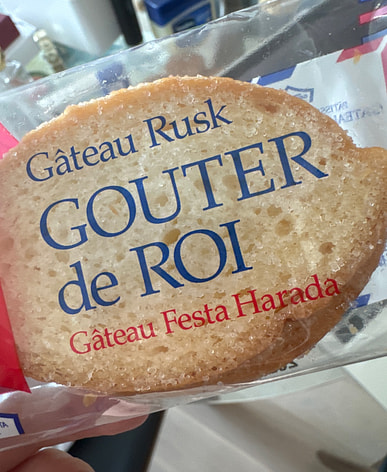 Gâteau Rusk
GOUTER
de ROI
Gâteau Festa Harada